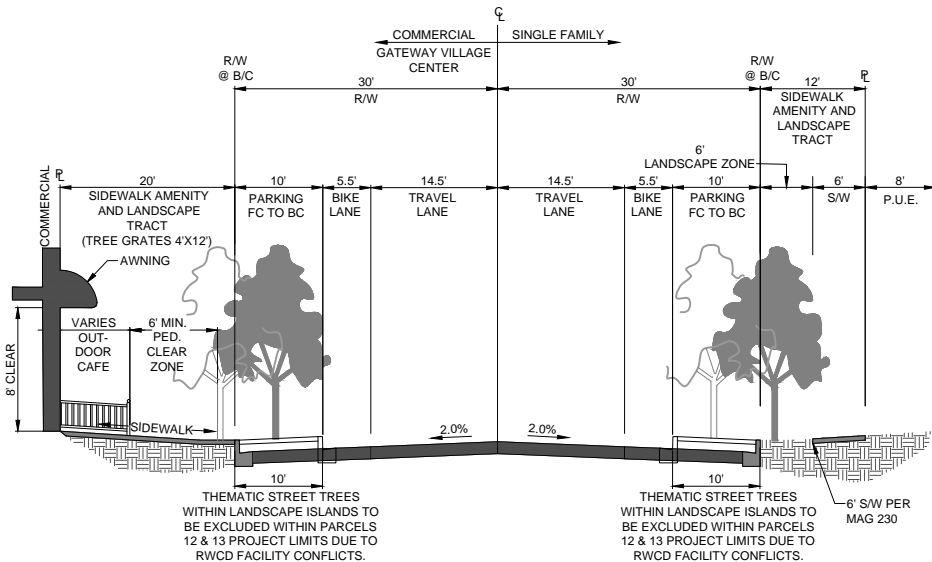 ℄
COMMERCIAL
SINGLE FAMILY
GATEWAY VILLAGE
CENTER
R/W
@ B/C
R/W
@ B/C
30'
R/W
30'
R/W
12'
SIDEWALK
AMENITY AND
LANDSCAPE
TRACT
PL
6'
LANDSCAPE ZONE
COMMERCIAL
PL
20'
SIDEWALK AMENITY
AND LANDSCAPE
TRACT
(TREE GRATES 4'X12')
10'
PARKING
FC TO BC
5.5'
BIKE
LANE
14.5'
TRAVEL
LANE
14.5'
TRAVEL
LANE
5.5'
BIKE
LANE
10'
PARKING
FC TO BC
6'
S/W
8'
P.U.E.
AWNING
8' CLEAR
VARIES
OUT-
DOOR
CAFE
6' MIN.
PED.
CLEAR
ZONE
SIDEWALK
2.0%
2.0%
10'
THEMATIC STREET TREES
WITHIN LANDSCAPE ISLANDS TO
BE EXCLUDED WITHIN PARCELS
12 & 13 PROJECT LIMITS DUE TO
RWCD FACILITY CONFLICTS.
10'
THEMATIC STREET TREES
WITHIN LANDSCAPE ISLANDS TO
BE EXCLUDED WITHIN PARCELS
12 & 13 PROJECT LIMITS DUE TO
RWCD FACILITY CONFLICTS.
6' S/W PER
MAG 230